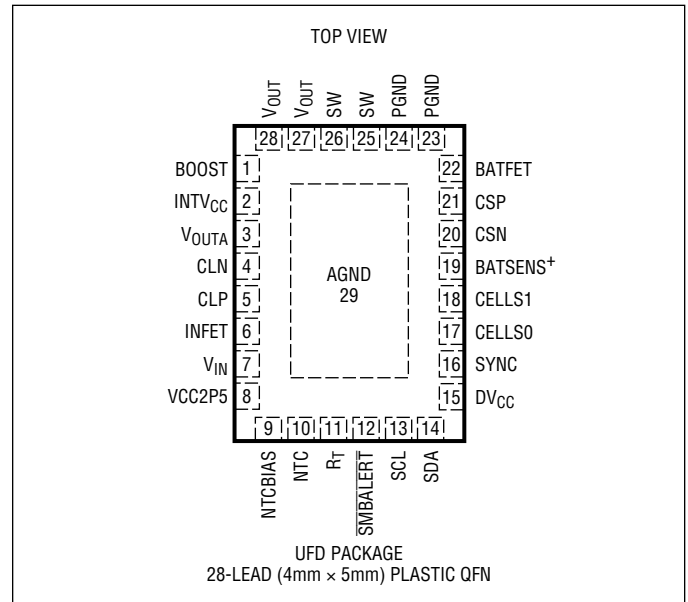 TOP VIEW
VOUT
VOUT
SW
SW
PGND
PGND
28 27 26 25 24 23
BOOST 1
INTVCC 2
VOUTA 3
CLN 4
CLP 5
INFET 6
VIN 7
VCC2P5 8
22 BATFET
21 CSP
20 CSN
19 BATSENS+
18 CELLS1
17 CELLS0
16 SYNC
15 DVCC
AGND
29
9 10 11 12 13 14
NTCBIAS
NTC
RT
SMBALERT
SCL
SDA
UFD PACKAGE
28-LEAD (4mm × 5mm) PLASTIC QFN